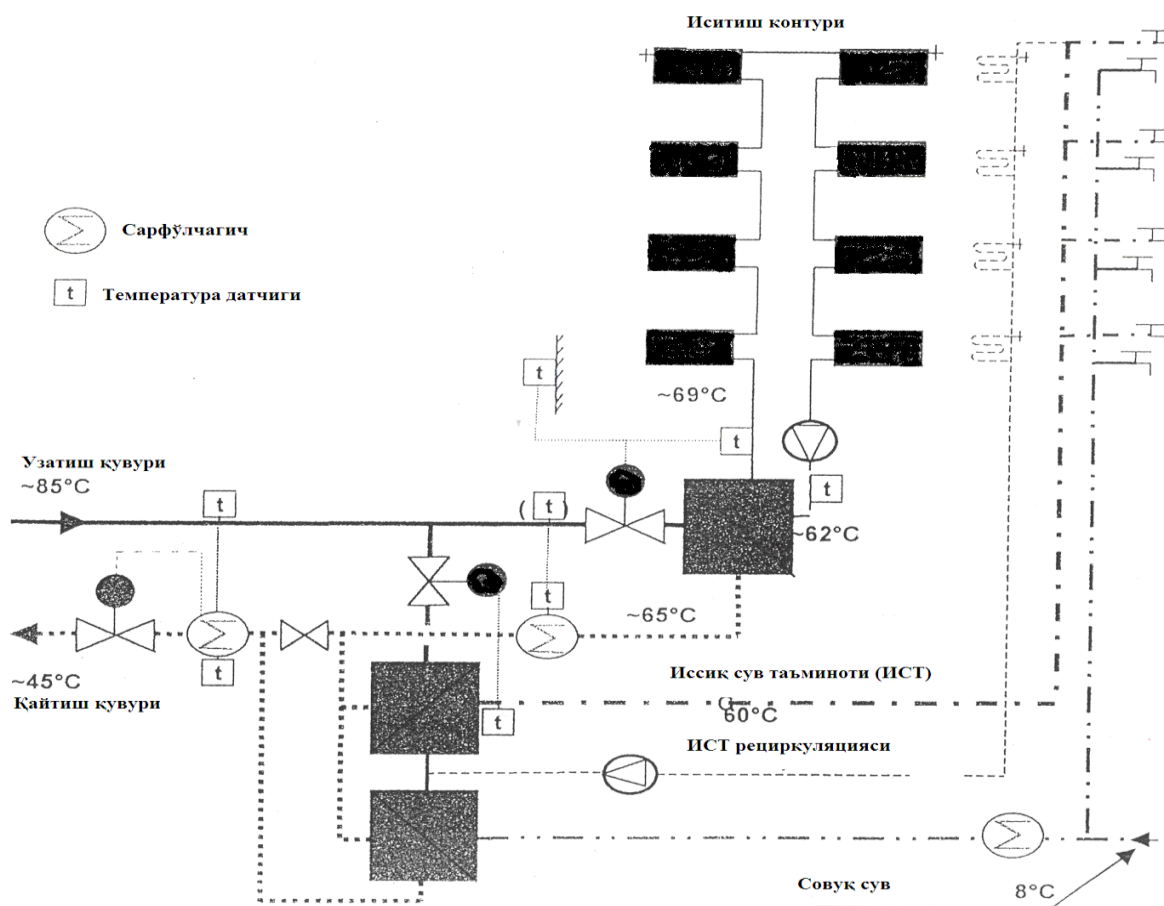 Иситиш контури
Сарфўлчагич
t
Температура датчиги
t
~69°C
t
Узатиш қувури
~85°C
t
( t )
t
~62°C
t
~65°C
t
~45°C
Қайтиш қувури
Иссиқ сув таъминоти (ИСТ)
t
60°C
ИСТ рециркуляцияси
Совуқ сув
8°C